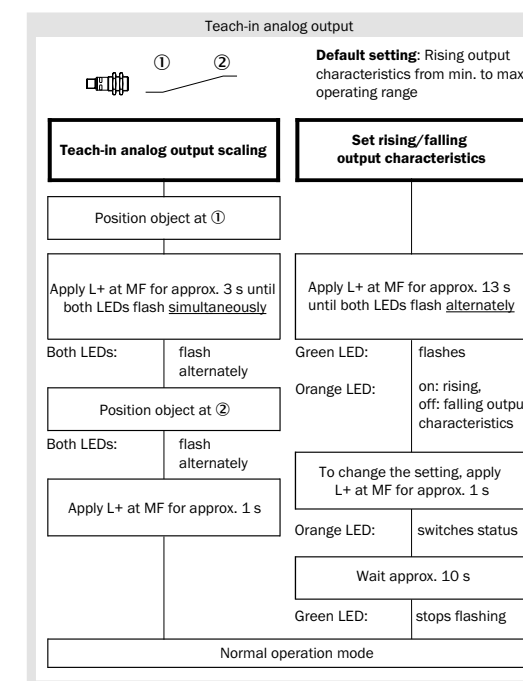 Teach-in analog output
① ②
Default setting: Rising output
characteristics from min. to max
operating range
Teach-in analog output scaling
Position object at ①
Apply L+ at MF for approx. 3 s until
both LEDs flash simultaneously
Both LEDs: flash
alternately
Position object at ②
Both LEDs: flash
alternately
Apply L+ at MF for approx. 1 s
Set rising/falling
output characteristics
Apply L+ at MF for approx. 13 s
until both LEDs flash alternately
Green LED: flashes
Orange LED: on: rising,
off: falling outpu
characteristics
To change the setting, apply
L+ at MF for approx. 1 s
Orange LED: switches status
Wait approx. 10 s
Green LED: stops flashing
Normal operation mode